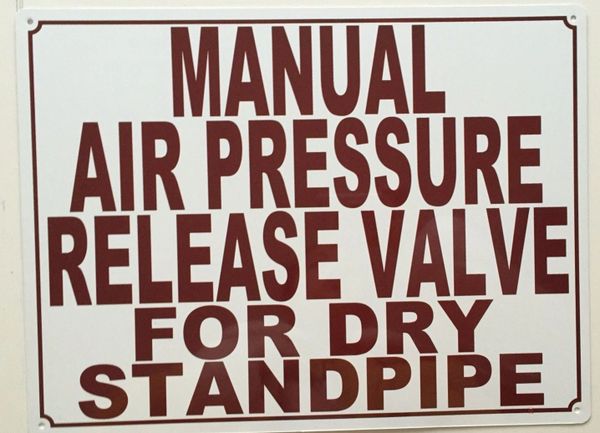 MANUAL
AIR PRESSURE
RELEASE VALVE
FOR DRY
STANDPIPE